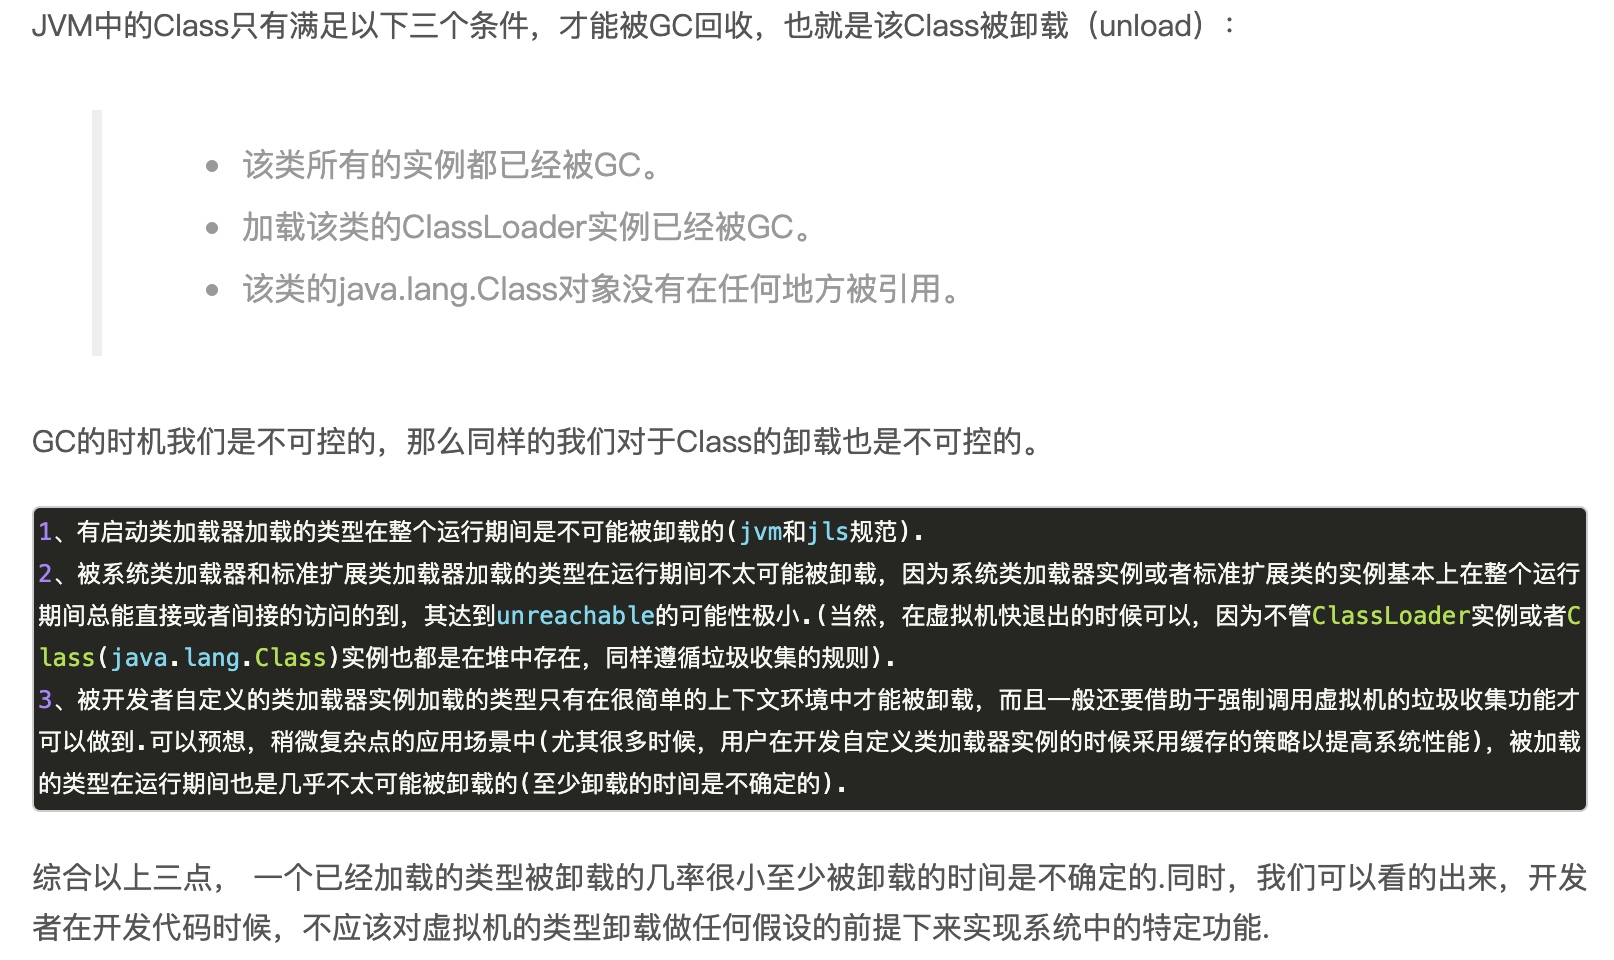 JVM中的Class只有满足以下三个条件，才能被GC回收，也就是该Class被卸载（unload）：
该类所有的实例都已经被GC。
加载该类的ClassLoader实例已经被GC。
该类的java.lang.Class对象没有在任何地方被引用。
GC的时机我们是不可控的，那么同样的我们对于Class的卸载也是不可控的。
1、有启动类加载器加载的类型在整个运行期间是不可能被卸载的(jvm和jls规范).
2、被系统类加载器和标准扩展类加载器加载的类型在运行期间不太可能被卸载，因为系统类加载器实例或者标准扩展类的实例基本上在整个运行
期间总能直接或者间接的访问的到，其达到unreachable的可能性极小.(当然，在虚拟机快退出的时候可以，因为不管ClassLoader实例或者C
lass(java.lang.Class)实例也都是在堆中存在，同样遵循垃圾收集的规则).
3、被开发者自定义的类加载器实例加载的类型只有在很简单的上下文环境中才能被卸载，而且一般还要借助于强制调用虚拟机的垃圾收集功能才
可以做到.可以预想，稍微复杂点的应用场景中(尤其很多时候，用户在开发自定义类加载器实例的时候采用缓存的策略以提高系统性能)，被加载
的类型在运行期间也是几乎不太可能被卸载的(至少卸载的时间是不确定的).
综合以上三点， 一个已经加载的类型被卸载的几率很小至少被卸载的时间是不确定的.同时，我们可以看的出来，开发
者在开发代码时候，不应该对虚拟机的类型卸载做任何假设的前提下来实现系统中的特定功能.